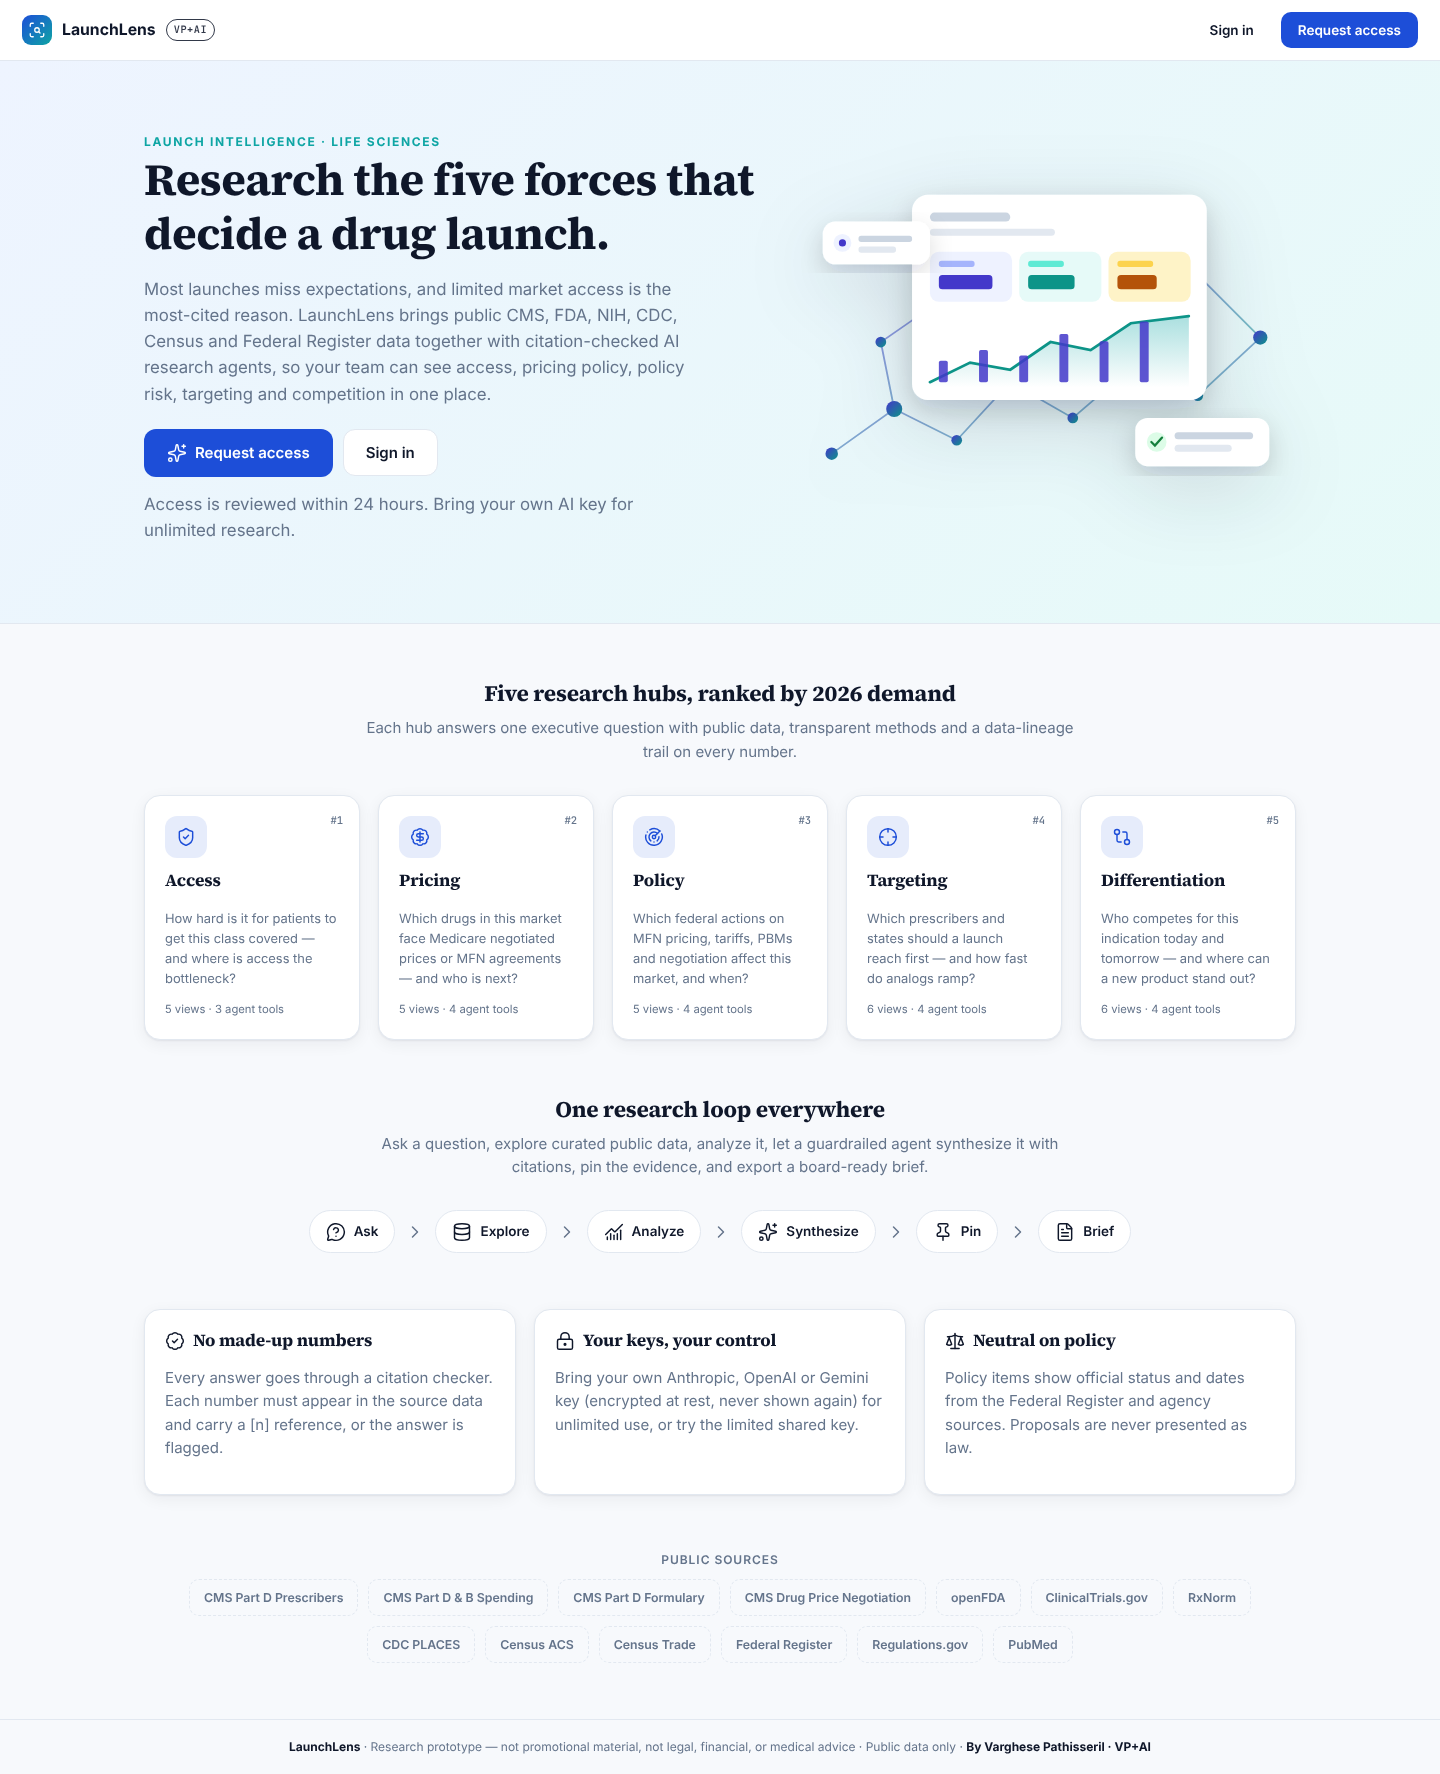 LaunchLens VP+AI Sign in Request access
LAUNCH INTELLIGENCE · LIFE SCIENCES
Research the five forces that
decide a drug launch.
Most launches miss expectations, and limited market access is the
most-cited reason. LaunchLens brings public CMS, FDA, NIH, CDC,
Census and Federal Register data together with citation-checked AI
research agents, so your team can see access, pricing policy, policy
risk, targeting and competition in one place.
Request access Sign in
Access is reviewed within 24 hours. Bring your own AI key for
unlimited research.
Five research hubs, ranked by 2026 demand
Each hub answers one executive question with public data, transparent methods and a data-lineage
trail on every number.
#1
Access
How hard is it for patients to
get this class covered —
and where is access the
bottleneck?
5 views · 3 agent tools
#2
Pricing
Which drugs in this market
face Medicare negotiated
prices or MFN agreements
— and who is next?
5 views · 4 agent tools
#3
Policy
Which federal actions on
MFN pricing, tariffs, PBMs
and negotiation affect this
market, and when?
5 views · 4 agent tools
#4
Targeting
Which prescribers and
states should a launch
reach first — and how fast
do analogs ramp?
6 views · 4 agent tools
#5
Differentiation
Who competes for this
indication today and
tomorrow — and where can
a new product stand out?
6 views · 4 agent tools
One research loop everywhere
Ask a question, explore curated public data, analyze it, let a guardrailed agent synthesize it with
citations, pin the evidence, and export a board-ready brief.
Ask Explore Analyze Synthesize Pin Brief
No made-up numbers
Every answer goes through a citation checker.
Each number must appear in the source data
and carry a [n] reference, or the answer is
flagged.
Your keys, your control
Bring your own Anthropic, OpenAI or Gemini
key (encrypted at rest, never shown again) for
unlimited use, or try the limited shared key.
Neutral on policy
Policy items show official status and dates
from the Federal Register and agency
sources. Proposals are never presented as
law.
PUBLIC SOURCES
CMS Part D Prescribers CMS Part D & B Spending CMS Part D Formulary CMS Drug Price Negotiation openFDA ClinicalTrials.gov RxNorm
CDC PLACES Census ACS Census Trade Federal Register Regulations.gov PubMed
LaunchLens · Research prototype — not promotional material, not legal, financial, or medical advice · Public data only · By Varghese Pathisseril · VP+AI